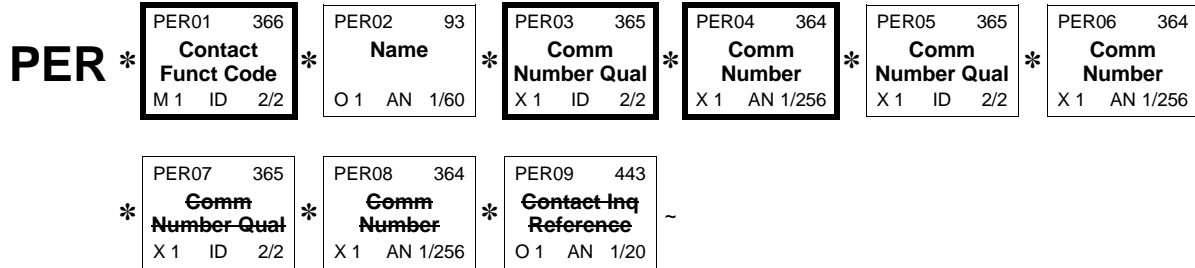 PER * PER01 366 * PER02 93 * PER03 365 * PER04 364 * PER05 365 * PER06 364
Contact Name Comm Comm Comm Comm
Funct Code Number Qual Number Number Qual Number
M 1 ID 2/2 O 1 AN 1/60 X 1 ID 2/2 X 1 AN 1/256 X 1 ID 2/2 X 1 AN 1/256
* PER07 365 * PER08 364 * PER09 443 ~
Comm Comm Contact Inq
Number Qual Number Reference
X 1 ID 2/2 X 1 AN 1/256 O 1 AN 1/20